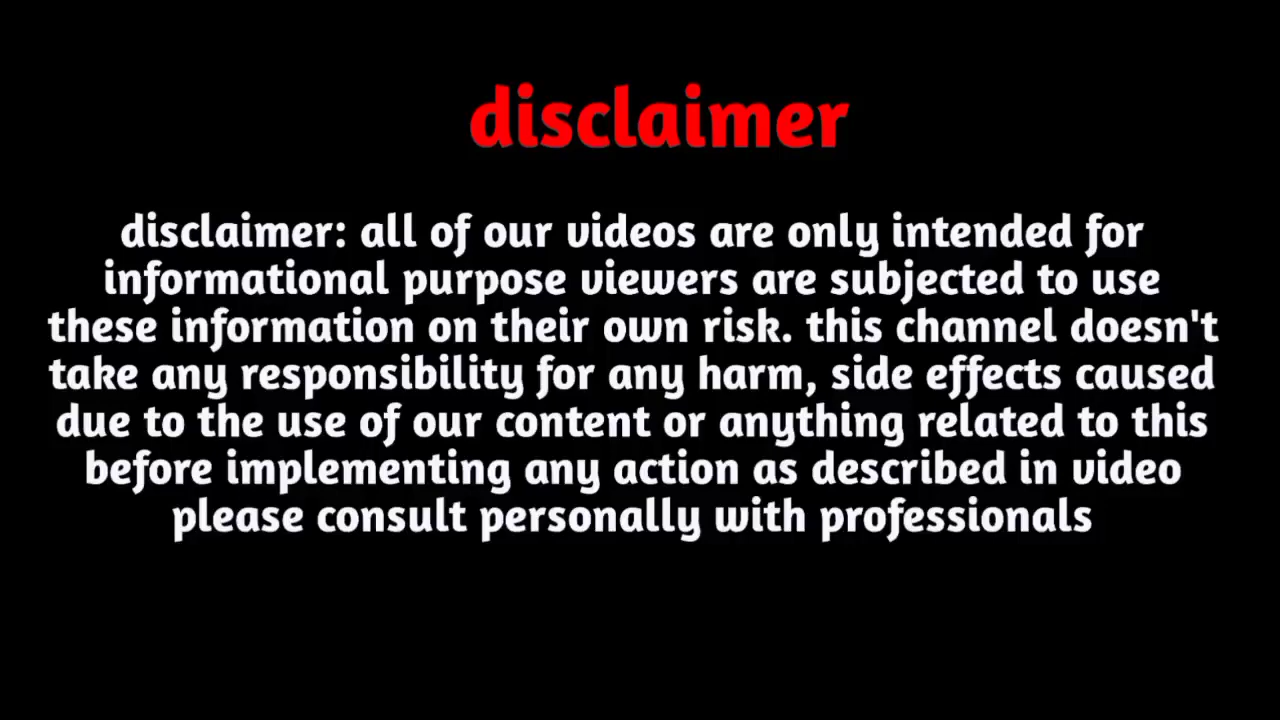 disclaimer
disclaimer: all of our videos are only intended for
informational purpose viewers are subjected to use
these information on their own risk. this channel doesn't
take any responsibility for any harm, side effects caused
due to the use of our content or anything related to this
before implementing any action as described in video
please consult personally with professionals